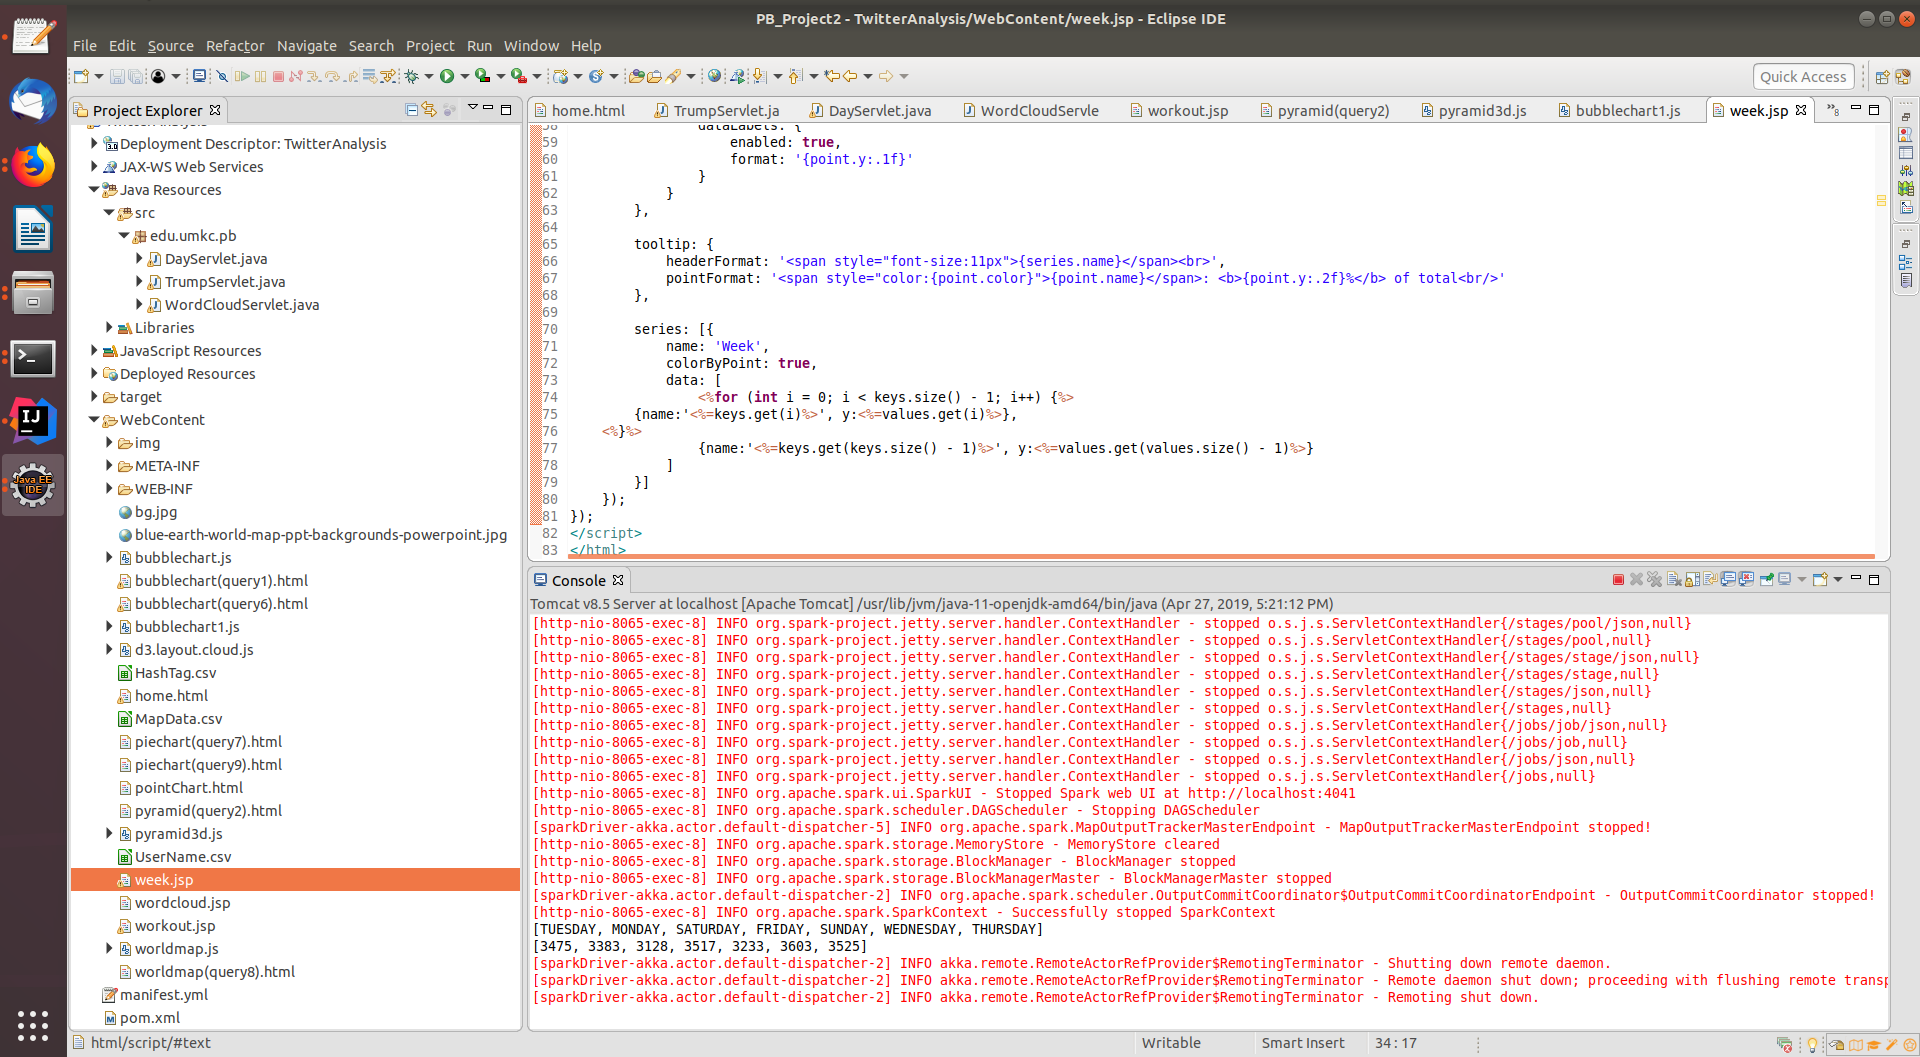 PB_Project2 - TwitterAnalysis/WebContent/week.jsp - Eclipse IDE
File Edit Source Refactor Navigate Search Project Run Window Help
Quick Access
Project Explorer
Deployment Descriptor: TwitterAnalysis
JAX-WS Web Services
Java Resources
src
edu.umkc.pb
DayServlet.java
TrumpServlet.java
WordCloudServlet.java
Libraries
JavaScript Resources
Deployed Resources
target
WebContent
img
META-INF
WEB-INF
bg.jpg
blue-earth-world-map-ppt-backgrounds-powerpoint.jpg
bubblechart.js
bubblechart(query1).html
bubblechart(query6).html
bubblechart1.js
d3.layout.cloud.js
HashTag.csv
home.html
MapData.csv
piechart(query7).html
piechart(query9).html
pointChart.html
pyramid(query2).html
pyramid3d.js
UserName.csv
week.jsp
wordcloud.jsp
workout.jsp
worldmap.js
worldmap(query8).html
manifest.yml
pom.xml
home.html TrumpServlet.ja DayServlet.java WordCloudServle workout.jsp pyramid(query2) pyramid3d.js bubblechart1.js week.jsp »8
58 dataLabels: {
59 enabled: true,
60 format: '{point.y:.1f}'
61 }
62 }
63 },
64
65 tooltip: {
66 headerFormat: '<span style="font-size:11px">{series.name}</span><br>',
67 pointFormat: '<span style="color:{point.color}">{point.name}</span>: <b>{point.y:.2f}%</b> of total<br/>'
68 },
69
70 series: [{
71 name: 'Week',
72 colorByPoint: true,
73 data: [
74 <%for (int i = 0; i < keys.size() - 1; i++) {%>
75 {name:'<%=keys.get(i)%>', y:<%=values.get(i)%>},
76 <%}%>
77 {name:'<%=keys.get(keys.size() - 1)%>', y:<%=values.get(values.size() - 1)%>}
78 ]
79 }]
80 });
81 });
82 </script>
83 </html>
Console
Tomcat v8.5 Server at localhost [Apache Tomcat] /usr/lib/jvm/java-11-openjdk-amd64/bin/java (Apr 27, 2019, 5:21:12 PM)
[http-nio-8065-exec-8] INFO org.spark-project.jetty.server.handler.ContextHandler - stopped o.s.j.s.ServletContextHandler{/stages/pool/json,null}
[http-nio-8065-exec-8] INFO org.spark-project.jetty.server.handler.ContextHandler - stopped o.s.j.s.ServletContextHandler{/stages/pool,null}
[http-nio-8065-exec-8] INFO org.spark-project.jetty.server.handler.ContextHandler - stopped o.s.j.s.ServletContextHandler{/stages/stage/json,null}
[http-nio-8065-exec-8] INFO org.spark-project.jetty.server.handler.ContextHandler - stopped o.s.j.s.ServletContextHandler{/stages/stage,null}
[http-nio-8065-exec-8] INFO org.spark-project.jetty.server.handler.ContextHandler - stopped o.s.j.s.ServletContextHandler{/stages/json,null}
[http-nio-8065-exec-8] INFO org.spark-project.jetty.server.handler.ContextHandler - stopped o.s.j.s.ServletContextHandler{/stages,null}
[http-nio-8065-exec-8] INFO org.spark-project.jetty.server.handler.ContextHandler - stopped o.s.j.s.ServletContextHandler{/jobs/job/json,null}
[http-nio-8065-exec-8] INFO org.spark-project.jetty.server.handler.ContextHandler - stopped o.s.j.s.ServletContextHandler{/jobs/job,null}
[http-nio-8065-exec-8] INFO org.spark-project.jetty.server.handler.ContextHandler - stopped o.s.j.s.ServletContextHandler{/jobs/json,null}
[http-nio-8065-exec-8] INFO org.spark-project.jetty.server.handler.ContextHandler - stopped o.s.j.s.ServletContextHandler{/jobs,null}
[http-nio-8065-exec-8] INFO org.apache.spark.ui.SparkUI - Stopped Spark web UI at http://localhost:4041
[http-nio-8065-exec-8] INFO org.apache.spark.scheduler.DAGScheduler - Stopping DAGScheduler
[sparkDriver-akka.actor.default-dispatcher-5] INFO org.apache.spark.MapOutputTrackerMasterEndpoint - MapOutputTrackerMasterEndpoint stopped!
[http-nio-8065-exec-8] INFO org.apache.spark.storage.MemoryStore - MemoryStore cleared
[http-nio-8065-exec-8] INFO org.apache.spark.storage.BlockManager - BlockManager stopped
[http-nio-8065-exec-8] INFO org.apache.spark.storage.BlockManagerMaster - BlockManagerMaster stopped
[sparkDriver-akka.actor.default-dispatcher-2] INFO org.apache.spark.scheduler.OutputCommitCoordinator$OutputCommitCoordinatorEndpoint - OutputCommitCoordinator stopped!
[http-nio-8065-exec-8] INFO org.apache.spark.SparkContext - Successfully stopped SparkContext
[TUESDAY, MONDAY, SATURDAY, FRIDAY, SUNDAY, WEDNESDAY, THURSDAY]
[3475, 3383, 3128, 3517, 3233, 3603, 3525]
[sparkDriver-akka.actor.default-dispatcher-2] INFO akka.remote.RemoteActorRefProvider$RemotingTerminator - Shutting down remote daemon.
[sparkDriver-akka.actor.default-dispatcher-2] INFO akka.remote.RemoteActorRefProvider$RemotingTerminator - Remote daemon shut down; proceeding with flushing remote transp
[sparkDriver-akka.actor.default-dispatcher-2] INFO akka.remote.RemoteActorRefProvider$RemotingTerminator - Remoting shut down.
html/script/#text
Writable Smart Insert 34 : 17
IJ
Java EE
IDE